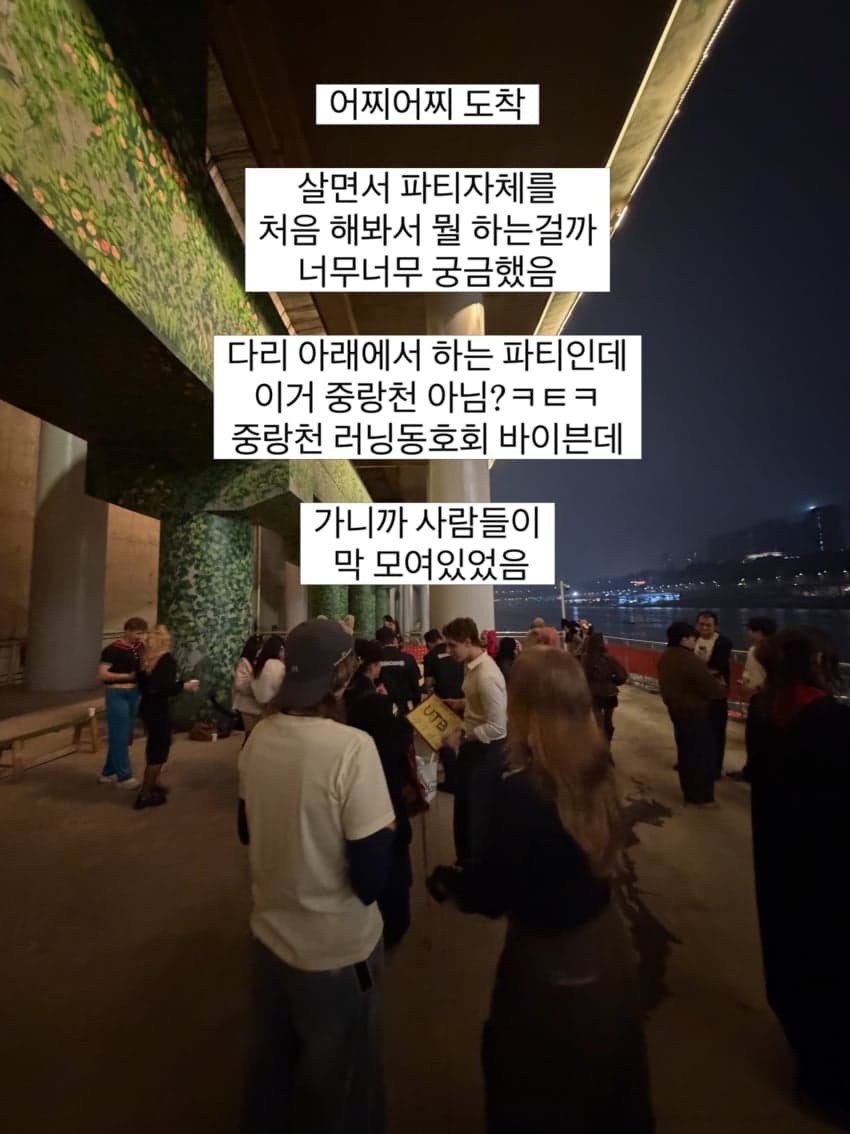 어찌어찌 도착
살면서 파티자체를
처음 해봐서 뭘 하는걸까
너무너무 궁금했음
다리 아래에서 하는 파티인데
이거 중랑천 아님?ㅋㅌㅋ
중랑천 러닝동호회 바이븐데
가니까 사람들이
막 모여있었음
UTB